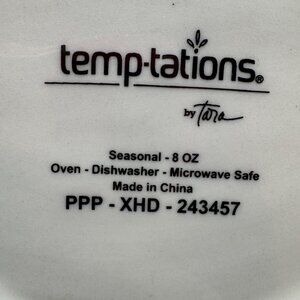 temp-tations®
by Tara
Seasonal - 8 OZ
Oven - Dishwasher - Microwave Safe
Made in China
PPP - XHD - 243457